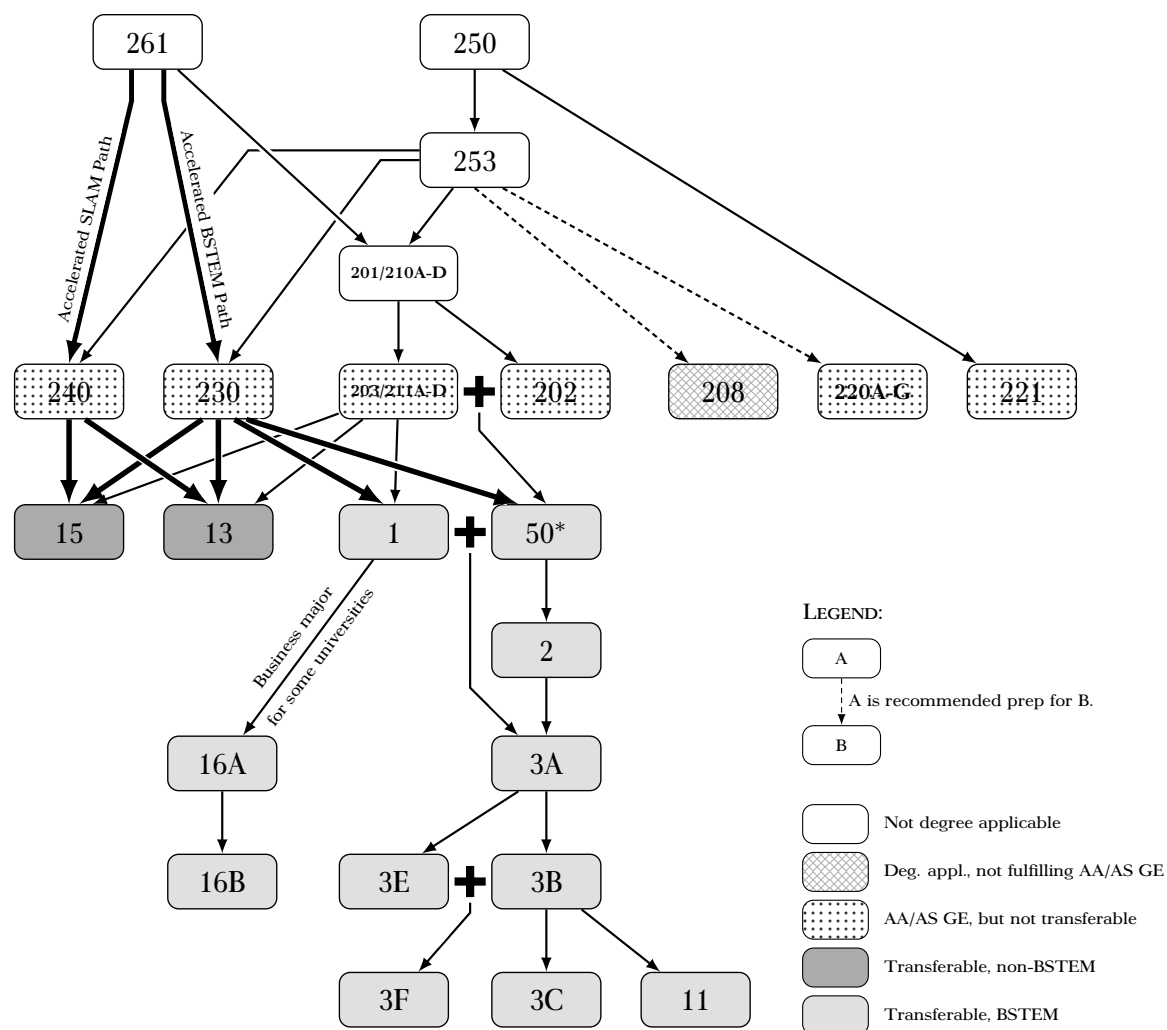 261
250
253
Accelerated SLAM Path
Accelerated BSTEM Path
201/210A-D
240
230
203/211A-D
+
202
208
220A-G
221
15
13
1
+
50*
Business major
for some universities
2
16A
3A
16B
3E
+
3B
3F
3C
11
LEGEND:
A
A is recommended prep for B.
B
Not degree applicable
Deg. appl., not fulfilling AA/AS GE
AA/AS GE, but not transferable
Transferable, non-BSTEM
Transferable, BSTEM